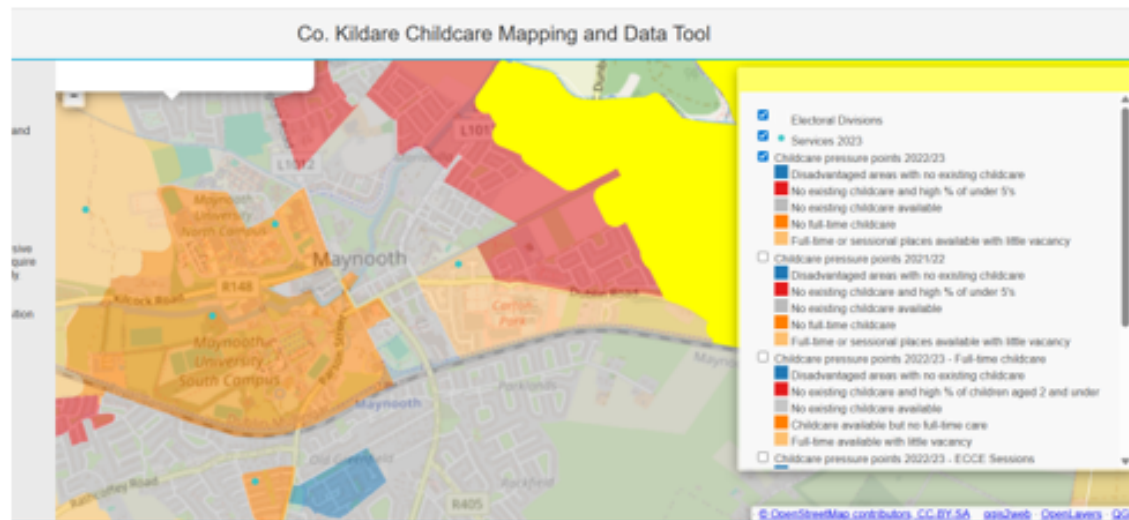 Co. Kildare Childcare Mapping and Data Tool
and
sive
quire
Electoral Divisions
Services 2023
Childcare pressure points 2022/23
Disadvantaged areas with no existing childcare
No existing childcare and high % of under 5's
No existing childcare available
No full-time childcare
Full-time or sessional places available with little vacancy
Childcare pressure points 2021/22
Disadvantaged areas with no existing childcare
No existing childcare and high % of under 5's
No existing childcare available
No full-time childcare
Full-time or sessional places available with little vacancy
Childcare pressure points 2022/23 - Full-time childcare
Disadvantaged areas with no existing childcare
No existing childcare and high % of children aged 2 and under
No existing childcare available
Childcare available but no full-time care
Full-time available with little vacancy
Childcare pressure points 2022/23 - ECCE Sessions
L1012
Maynooth
University
North Campus
Maynooth
R148
Kilcock Road
Carton
Park
Dublin Road
Maynooth
University
South Campus
Parson Street
Maynooth
Parklands
Old Greenfield
Rockfield
Rathcoffey Road
R405
© OpenStreetMap contributors, CC-BY-SA qgis2web OpenLayers QG